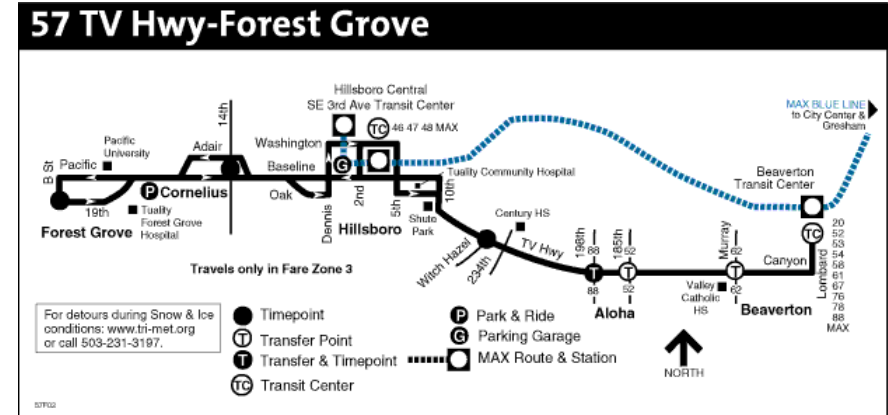 57 TV Hwy-Forest Grove
Hillsboro Central
SE 3rd Ave Transit Center
TC 46 47 48 MAX
MAX BLUE LINE
to City Center &
Gresham
14th
Adair
Washington
Pacific
University
B St
Pacific
Baseline
G
Tuality Community Hospital
Beaverton
Transit Center
P Cornelius
Oak
2nd
5th
10th
19th
Tuality
Forest Grove
Hospital
Dennis
Forest Grove
Hillsboro
Shute
Park
Century HS
TV Hwy
Witch Hazel
234th
198th
88
T
88
185th
52
T
52
Murray
62
T
62
Canyon
TC
Lombard
20
52
53
54
58
61
67
76
78
88
MAX
Travels only in Fare Zone 3
Aloha
Valley
Catholic
HS
Beaverton
For detours during Snow & Ice
conditions: www.tri-met.org
or call 503-231-3197.
Timepoint
T Transfer Point
T Transfer & Timepoint
TC Transit Center
P Park & Ride
G Parking Garage
MAX Route & Station
NORTH